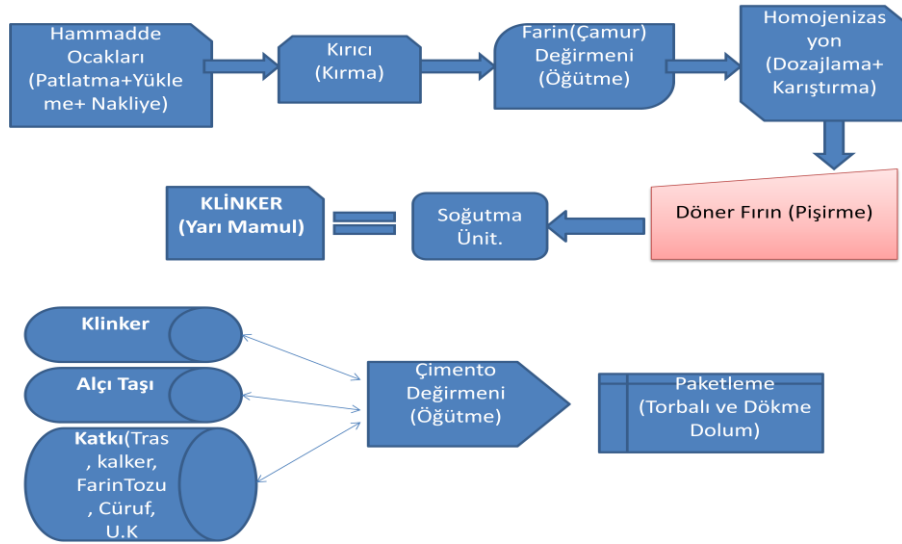 Hammadde
Ocakları
(Patlatma+Yükle
me+ Nakliye)
Kırıcı
(Kırma)
Farin(Çamur)
Değirmeni
(Öğütme)
Homojenizas
yon
(Dozajlama+
Karıştırma)
Döner Fırın (Pişirme)
Soğutma
Ünit.
KLİNKER
(Yarı Mamul)
Klinker
Alçı Taşı
Katkı(Tras
, kalker,
FarinTozu
, Cüruf,
U.K
Çimento
Değirmeni
(Öğütme)
Paketleme
(Torbalı ve Dökme
Dolum)